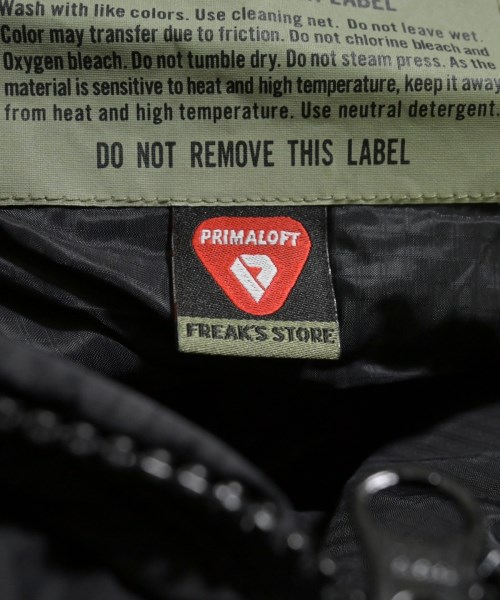 LABEL
Wash with like colors. Use cleaning net. Do not leave wet.
Color may transfer due to friction. Do not chlorine bleach and
Oxygen bleach. Do not tumble dry. Do not steam press. As the
material is sensitive to heat and high temperature, keep it away
from heat and high temperature. Use neutral detergent.
DO NOT REMOVE THIS LABEL
PRIMALOFT
FREAK'S STORE